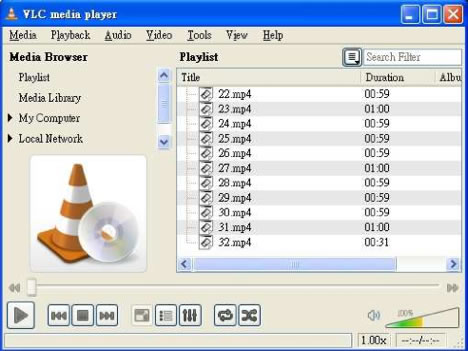 VLC media player
Media Playback Audio Video Tools View Help
Media Browser
Playlist
Media Library
My Computer
Local Network
Playlist
Search Filter
Title Duration Albu
22.mp4 00:59
23.mp4 01:00
24.mp4 00:59
25.mp4 00:59
26.mp4 00:59
27.mp4 01:00
28.mp4 00:59
29.mp4 00:59
30.mp4 00:59
31.mp4 01:00
32.mp4 00:31
100%
1.00x --:--/--:--